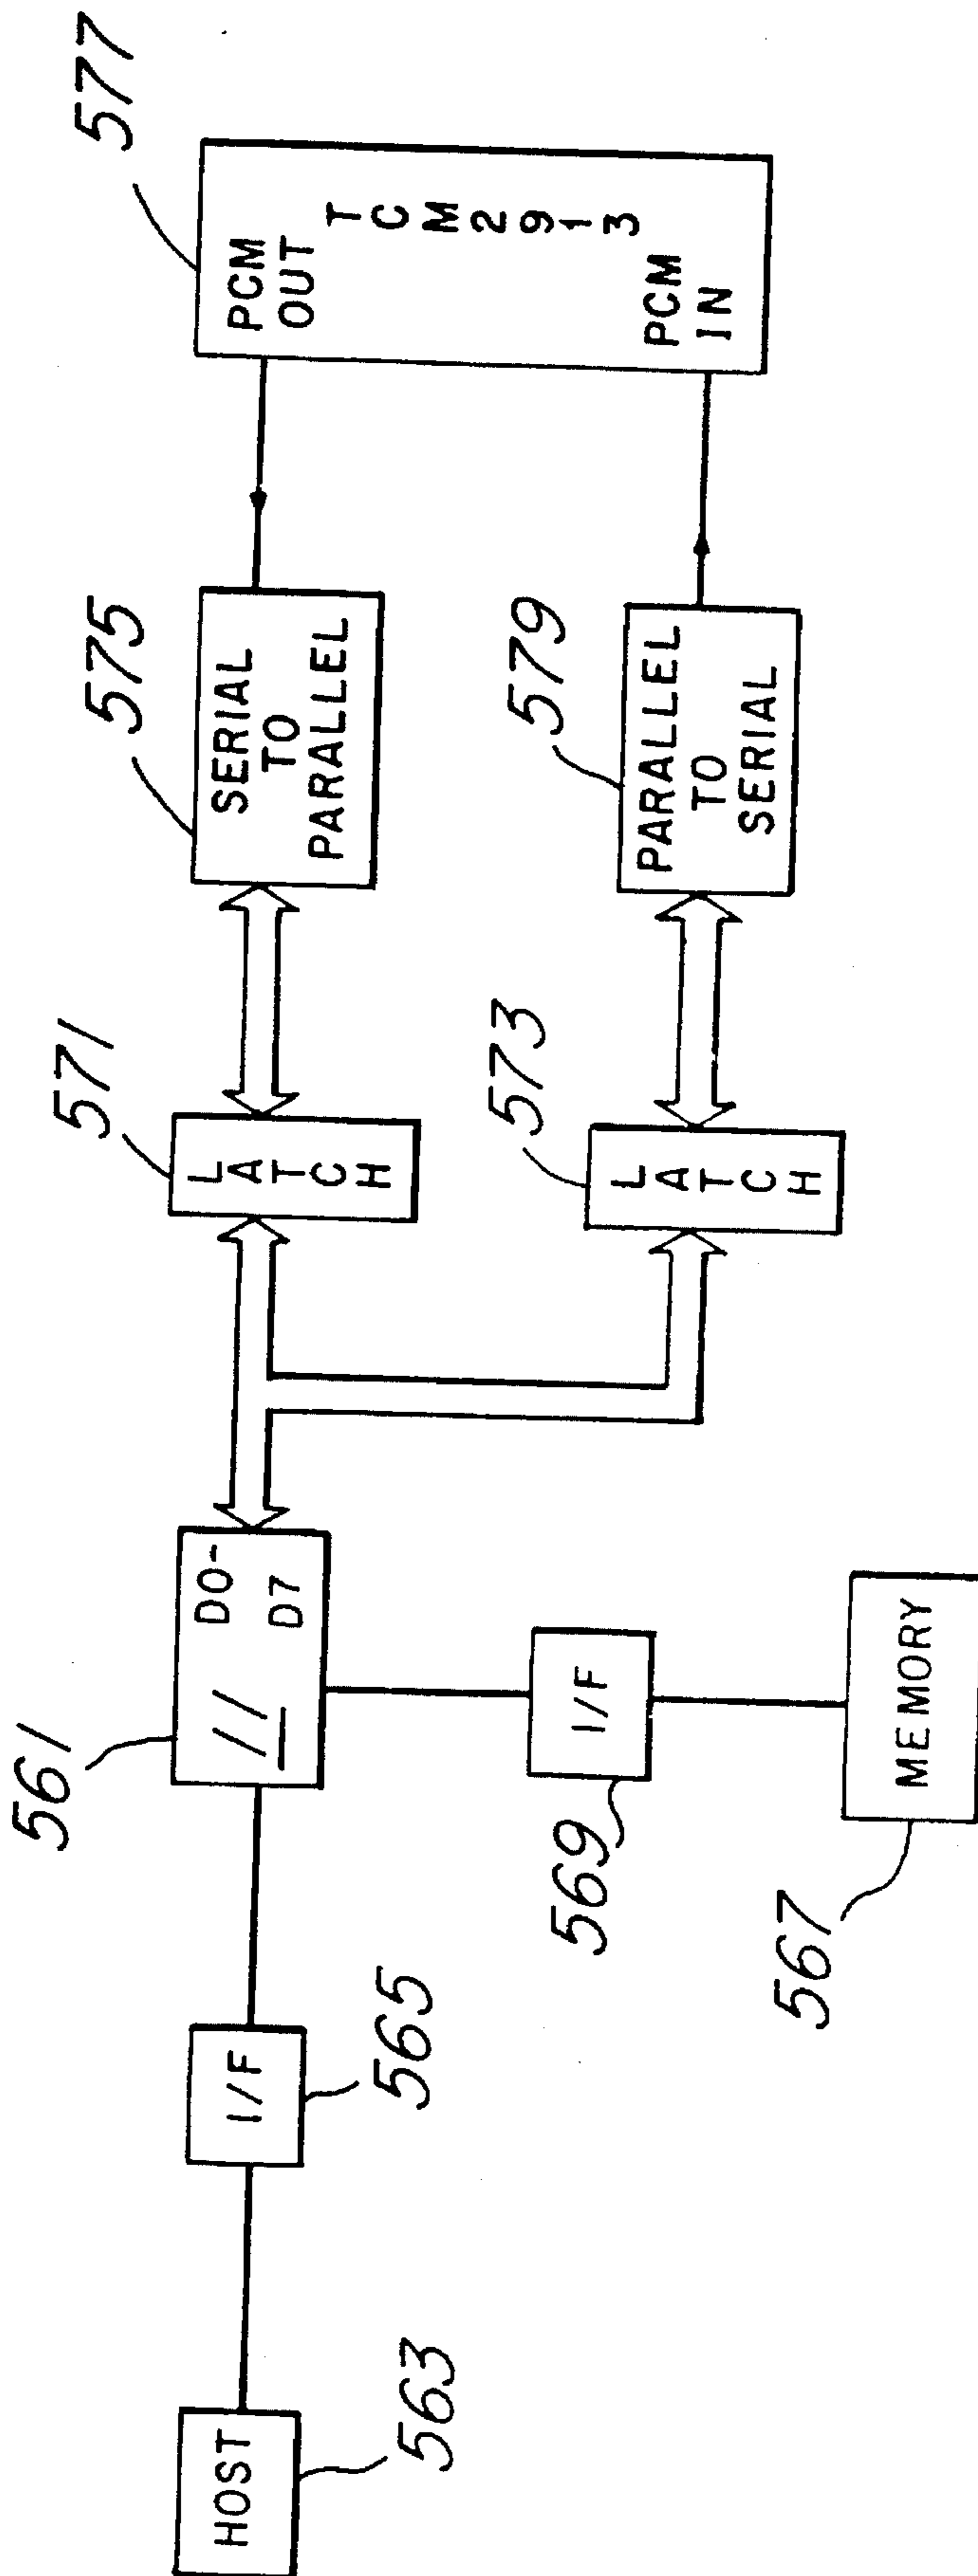 577
PCM
OUT
TCM2913
PCM
IN
575
SERIAL
TO
PARALLEL
579
PARALLEL
TO
SERIAL
571
LATCH
573
LATCH
561
D0-
D7
11
I/F
569
MEMORY
567
I/F
565
HOST
563